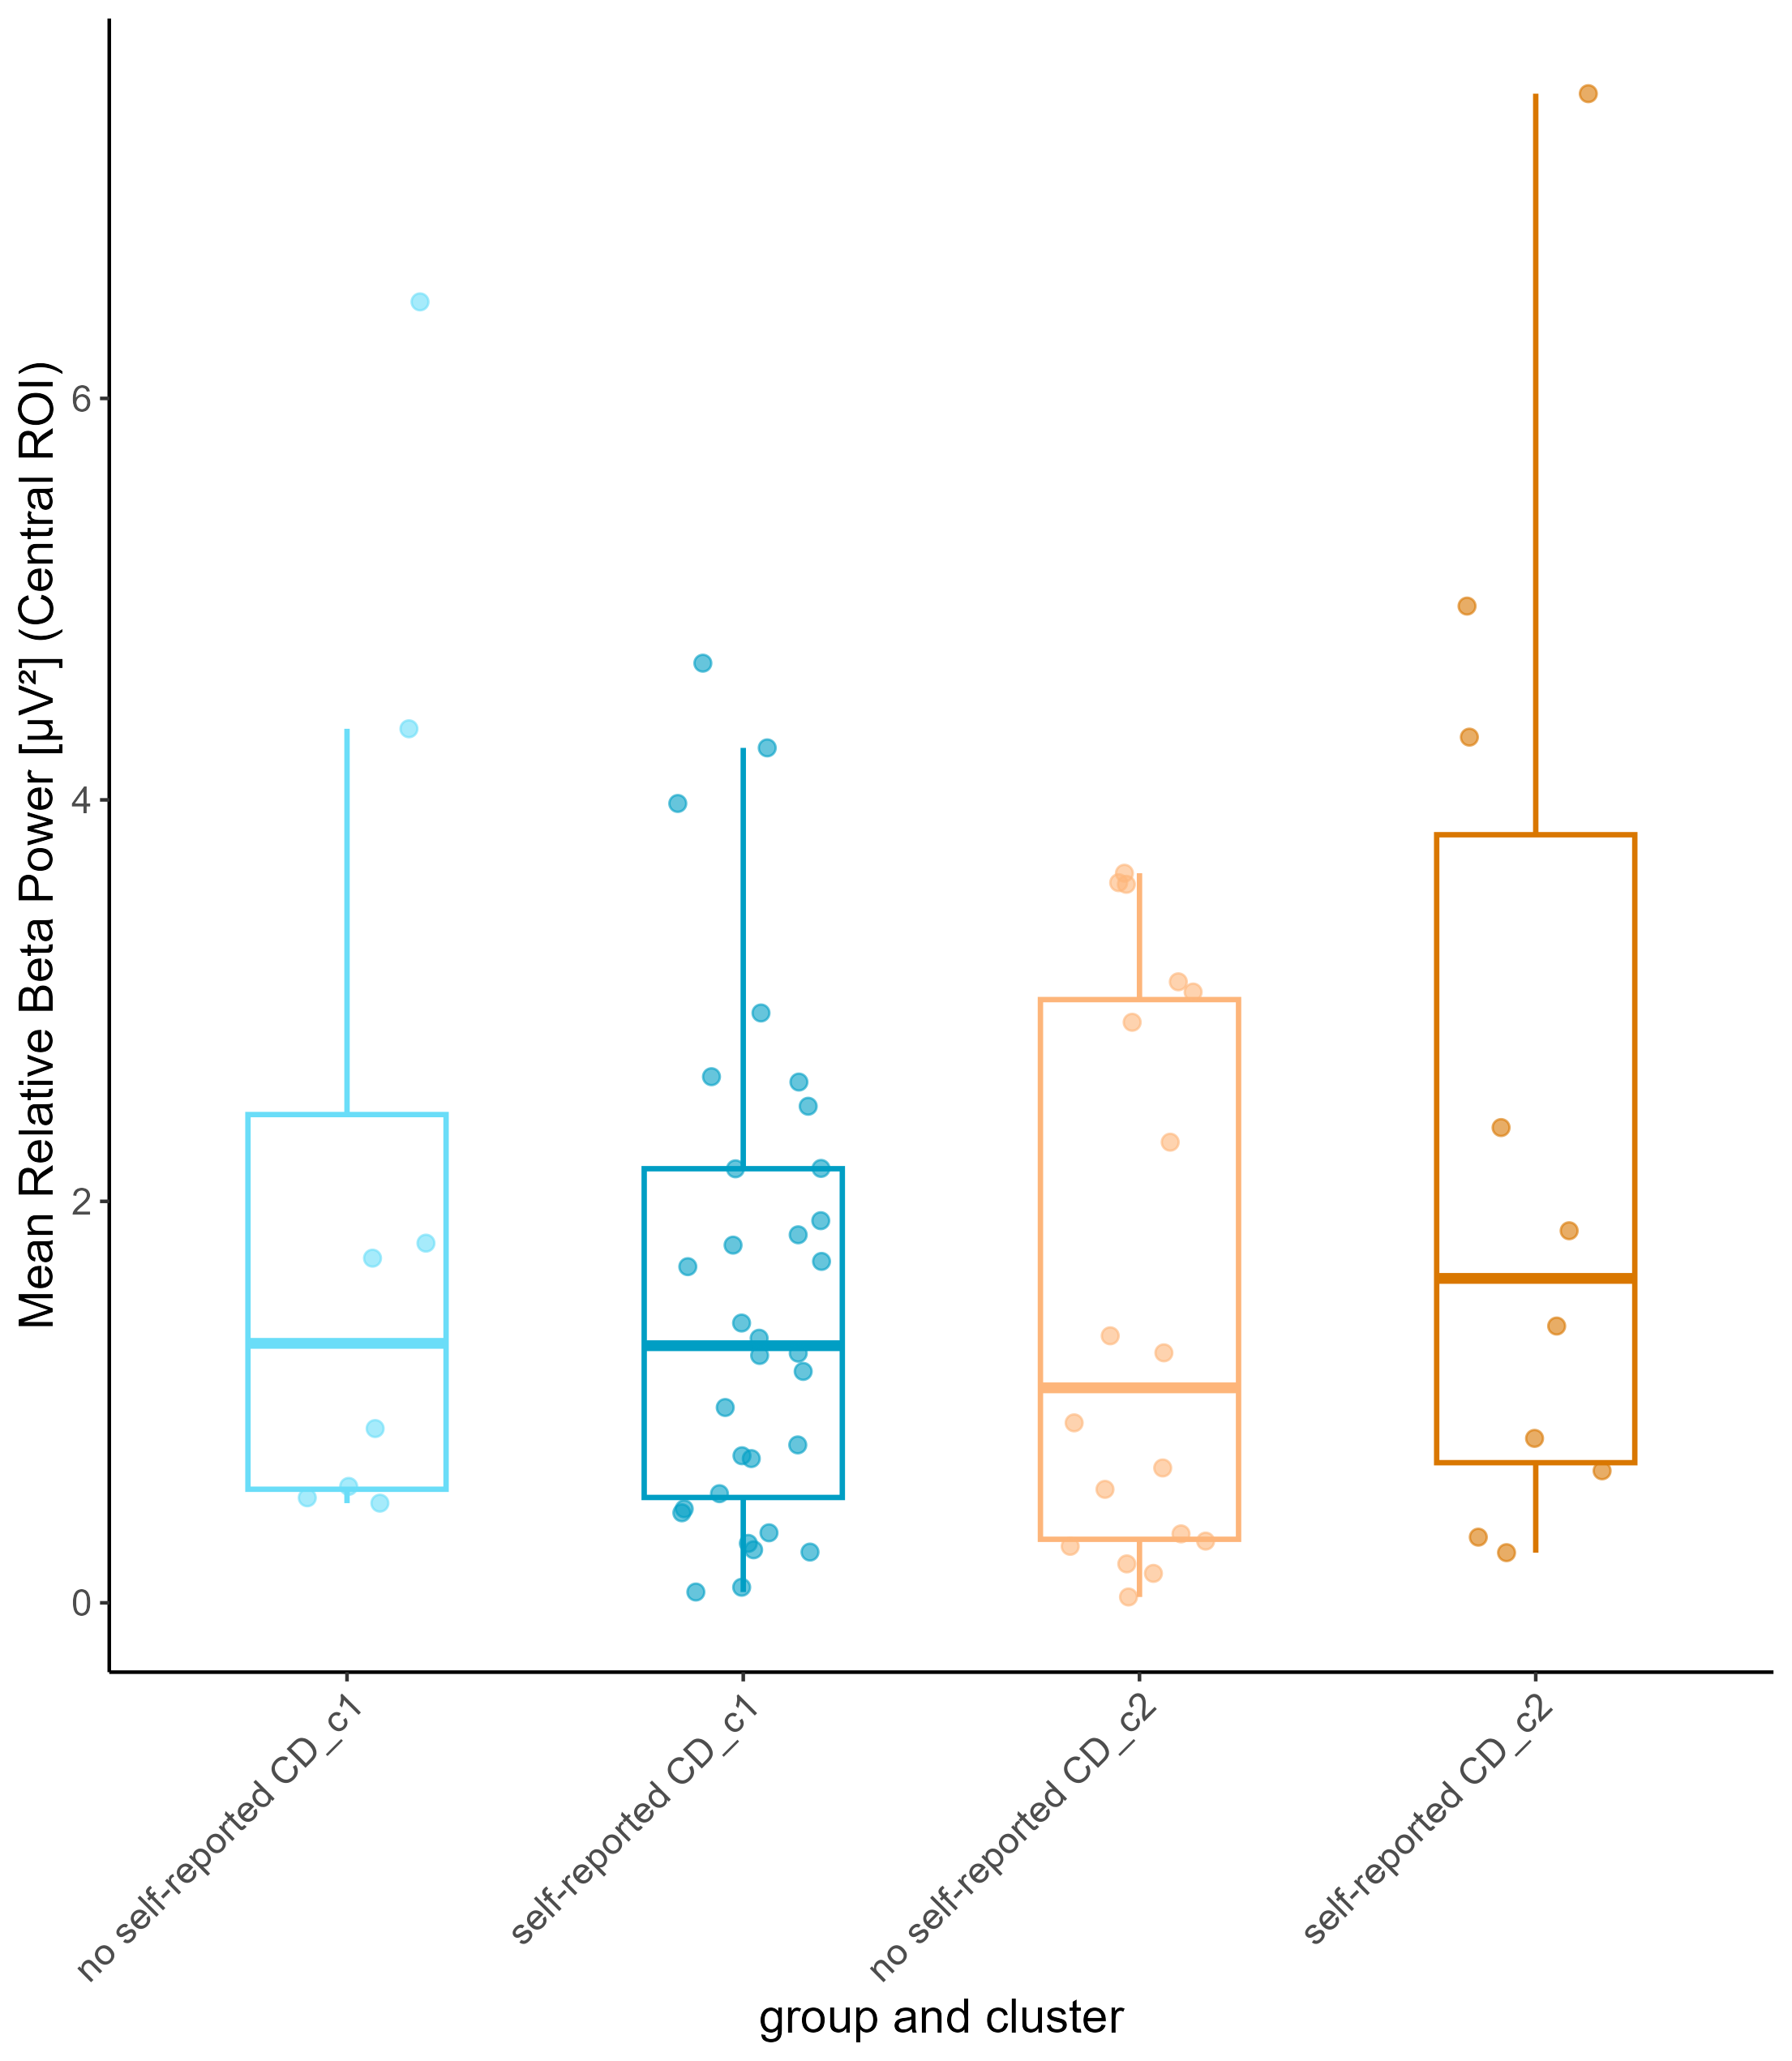 Mean Relative Beta Power [µV²] (Central ROI)
6
4
2
0
no self-reported CD_c1
self-reported CD_c1
no self-reported CD_c2
self-reported CD_c2
group and cluster